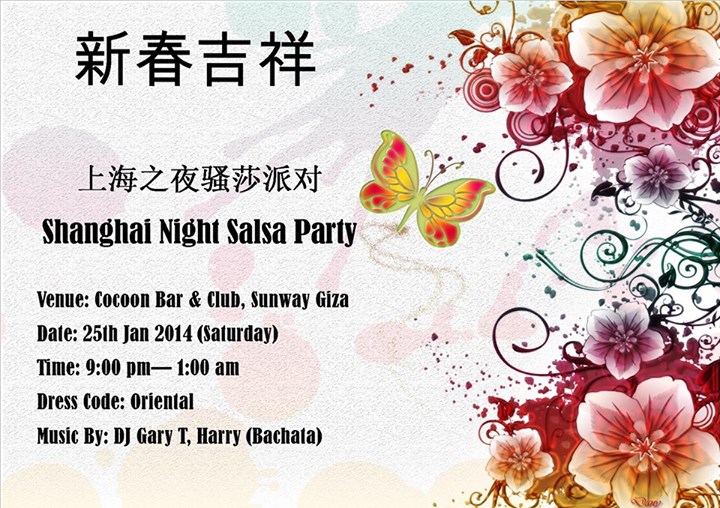 新春吉祥
上海之夜骚莎派对
Shanghai Night Salsa Party
Venue: Cocoon Bar & Club, Sunway Giza
Date: 25th Jan 2014 (Saturday)
Time: 9:00 pm— 1:00 am
Dress Code: Oriental
Music By: DJ Gary T, Harry (Bachata)